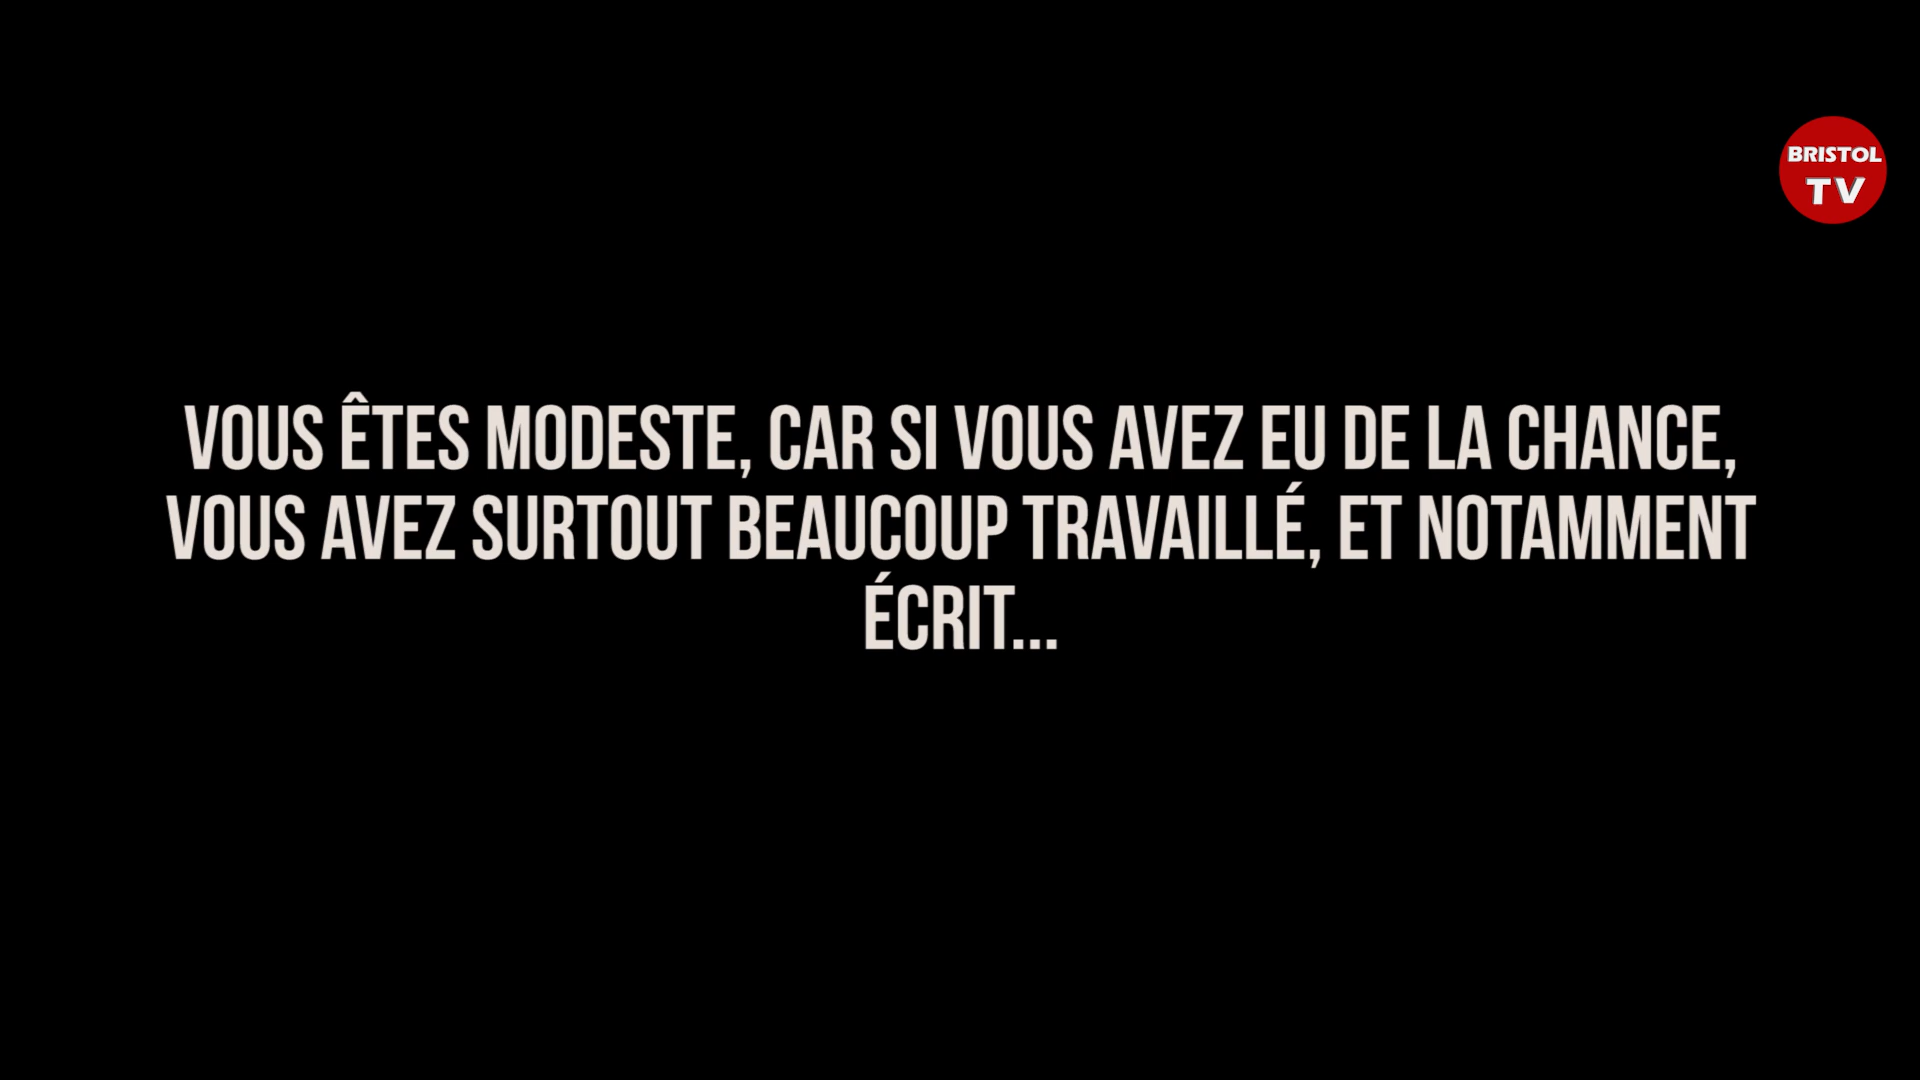 BRISTOL
TV
VOUS ÊTES MODESTE, CAR SI VOUS AVEZ EU DE LA CHANCE,
VOUS AVEZ SURTOUT BEAUCOUP TRAVAILLÉ, ET NOTAMMENT
ÉCRIT...